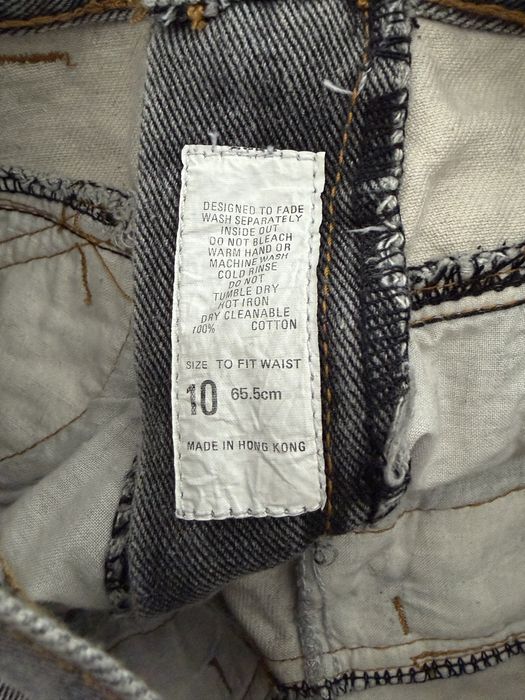 DESIGNED TO FADE
WASH SEPARATELY
INSIDE OUT
DO NOT BLEACH
WARM HAND OR
MACHINE WASH
COLD RINSE
DO NOT
TUMBLE DRY
HOT IRON
DRY CLEANABLE
100% COTTON
SIZE TO FIT WAIST
10 65.5cm
MADE IN HONG KONG